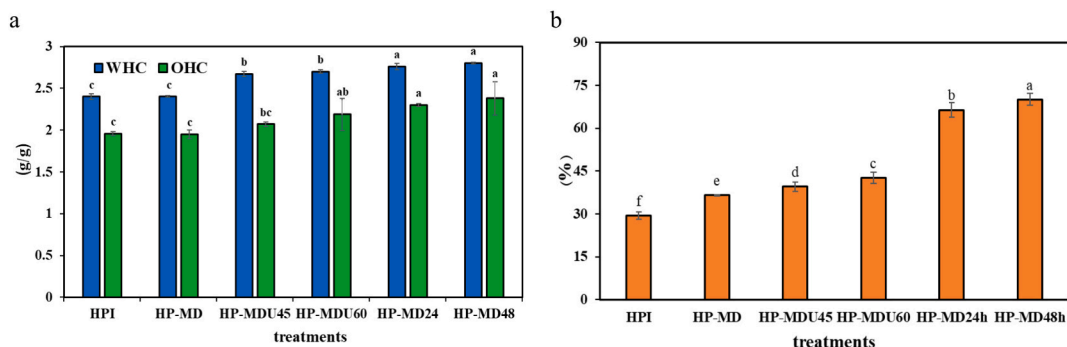 a
3
2.5
2
1.5
1
0.5
0
(g/g)
WHC OHC
c c b b a a
c c bc ab a a
HPI HP-MD HP-MDU45 HP-MDU60 HP-MD24 HP-MD48
treatments
b
90
75
60
45
30
15
0
(%)
f e d c b a
HPI HP-MD HP-MDU45 HP-MDU60 HP-MD24h HP-MD48h
treatments